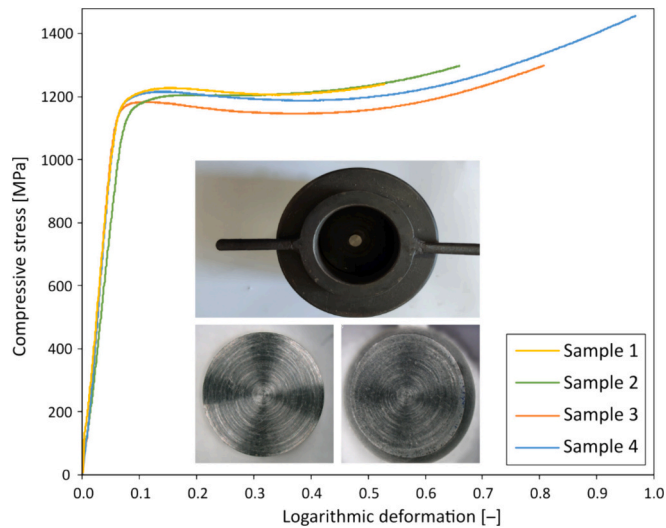 Compressive stress [MPa]
1400
1200
1000
800
600
400
200
0
0.0 0.1 0.2 0.3 0.4 0.5 0.6 0.7 0.8 0.9 1.0
Logarithmic deformation [–]
Sample 1
Sample 2
Sample 3
Sample 4